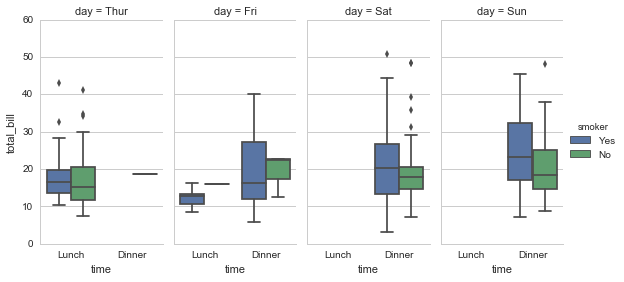 day = Thur
day = Fri
day = Sat
day = Sun
60
50
40
30
20
10
0
total_bill
Lunch Dinner
time
Lunch Dinner
time
Lunch Dinner
time
Lunch Dinner
time
smoker
Yes
No